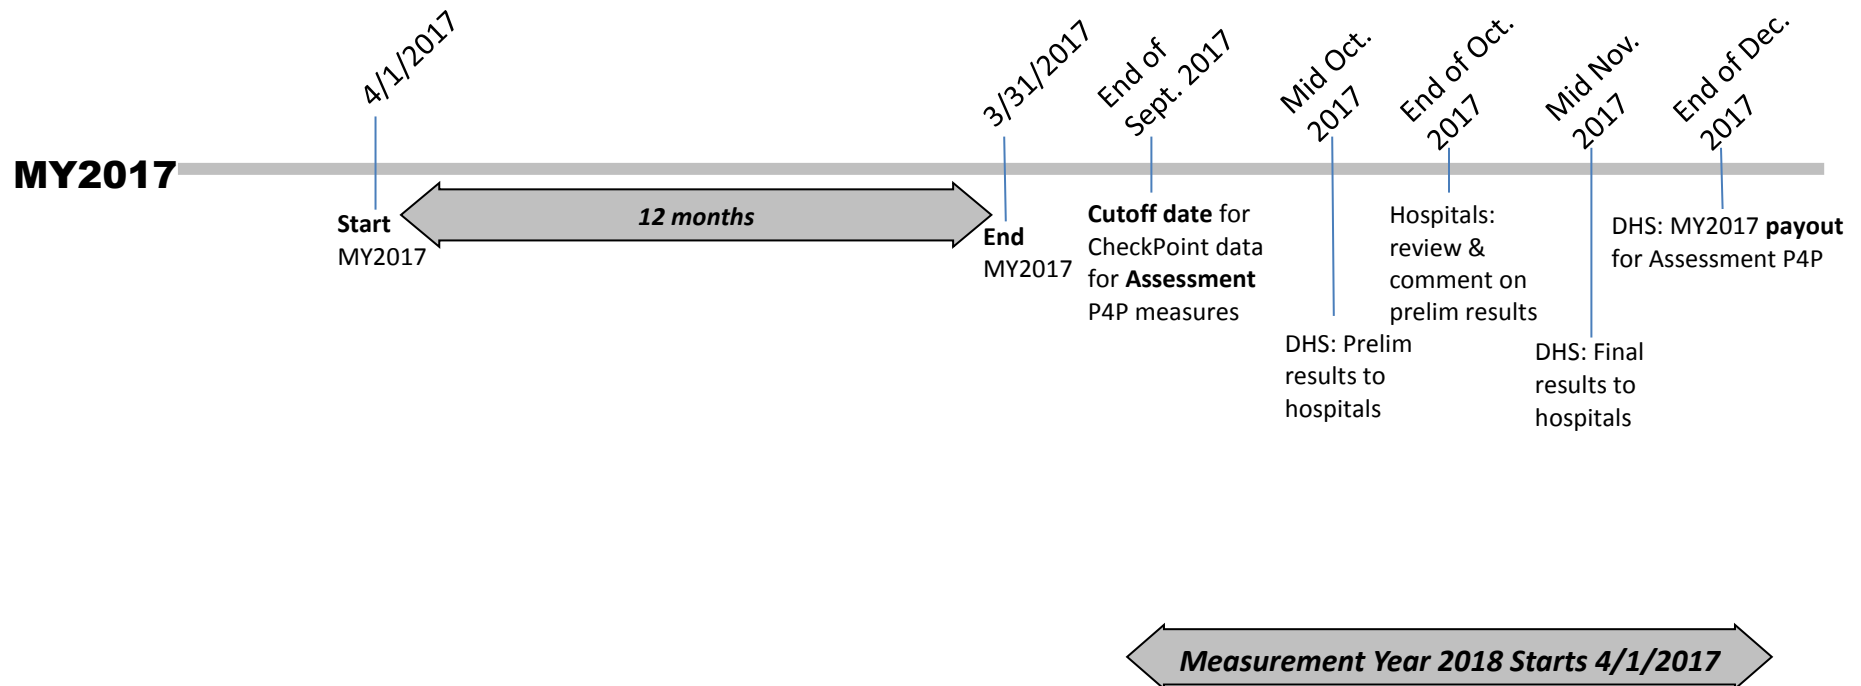 4/1/2017
3/31/2017
End of
Sept. 2017
Mid Oct.
2017
End of Oct.
2017
Mid Nov.
2017
End of Dec.
2017
MY2017
Start
MY2017
12 months
End
MY2017
Cutoff date for
CheckPoint data
for Assessment
P4P measures
DHS: Prelim
results to
hospitals
Hospitals:
review &
comment on
prelim results
DHS: Final
results to
hospitals
DHS: MY2017 payout
for Assessment P4P
Measurement Year 2018 Starts 4/1/2017